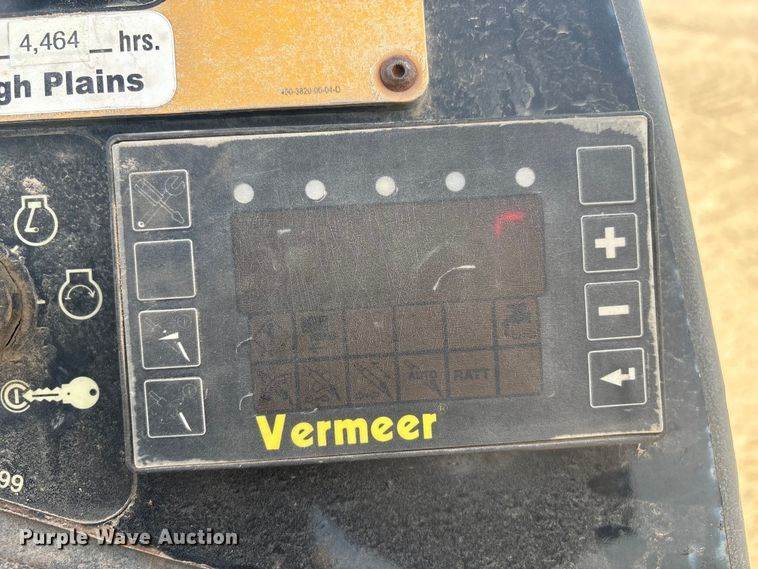 4,464 hrs.
gh Plains
400-3820-00-04-D
AUTO
RATT
Vermeer
99
Purple Wave Auction